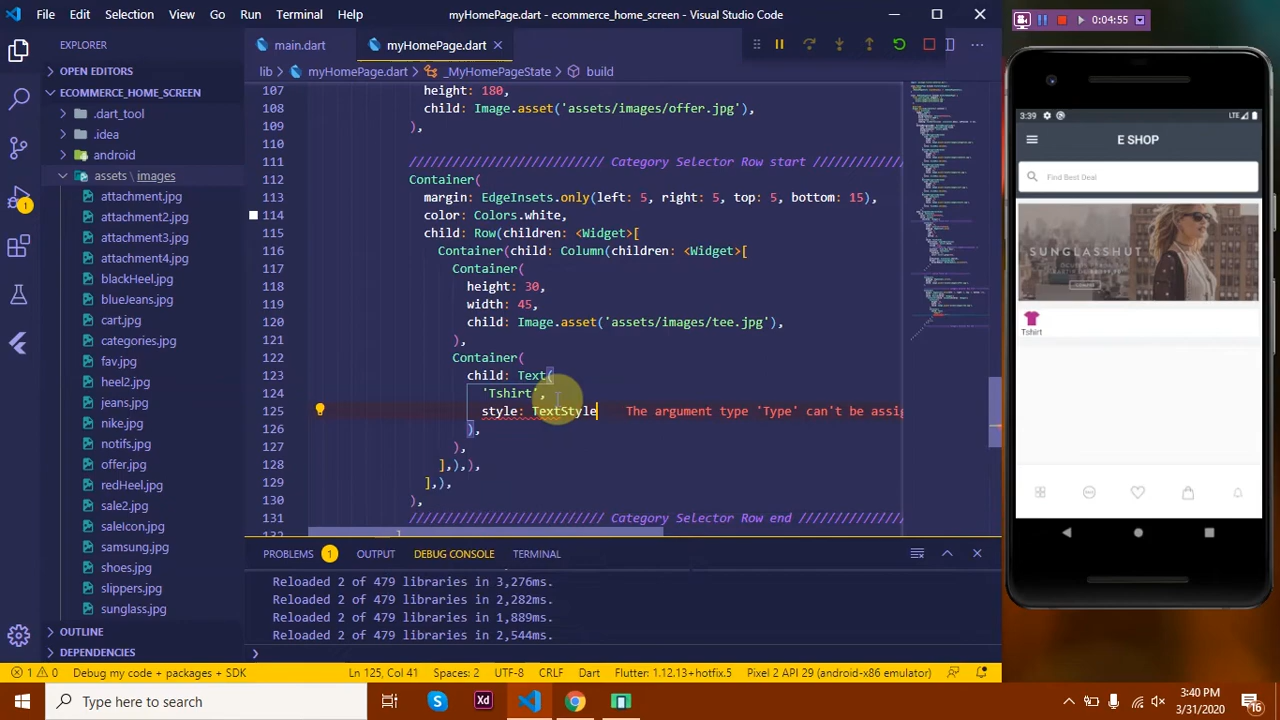 File Edit Selection View Go Run Terminal Help
myHomePage.dart - ecommerce_home_screen - Visual Studio Code
00:04:55
EXPLORER
OPEN EDITORS
ECOMMERCE_HOME_SCREEN
.dart_tool
.idea
android
assets images
attachment.jpg
attachment2.jpg
attachment3.jpg
attachment4.jpg
blackHeel.jpg
blueJeans.jpg
cart.jpg
categories.jpg
fav.jpg
heel2.jpg
jeans.jpg
nike.jpg
notifs.jpg
offer.jpg
redHeel.jpg
sale2.jpg
saleIcon.jpg
samsung.jpg
shoes.jpg
slippers.jpg
sunglass.jpg
OUTLINE
DEPENDENCIES
main.dart
myHomePage.dart
lib myHomePage.dart _MyHomePageState build
107 height: 180,
108 child: Image.asset('assets/images/offer.jpg'),
109 ),
110
111 /////////////////////////// Category Selector Row start /////////////
112 Container(
113 margin: EdgeInsets.only(left: 5, right: 5, top: 5, bottom: 15),
114 color: Colors.white,
115 child: Row(children: <Widget>[
116 Container(child: Column(children: <Widget>[
117 Container(
118 height: 30,
119 width: 45,
120 child: Image.asset('assets/images/tee.jpg'),
121 ),
122 Container(
123 child: Text(
124 'Tshirt',
125 style: TextStyle The argument type 'Type' can't be assig
126 ),
127 ),
128 ],),),
129 ],),
130 ),
131 /////////////////////////// Category Selector Row end ///////////////
PROBLEMS 1 OUTPUT DEBUG CONSOLE TERMINAL
Reloaded 2 of 479 libraries in 3,276ms.
Reloaded 2 of 479 libraries in 2,282ms.
Reloaded 2 of 479 libraries in 1,889ms.
Reloaded 2 of 479 libraries in 2,544ms.
1
1 0 Debug my code + packages + SDK
Ln 125, Col 41 Spaces: 2 UTF-8 CRLF Dart Flutter: 1.12.13+hotfix.5 Pixel 2 API 29 (android-x86 emulator)
3:39 LTE
E SHOP
Find Best Deal
SUNGLASSHUT
Tshirt
Type here to search
Xd
3:40 PM
3/31/2020
16